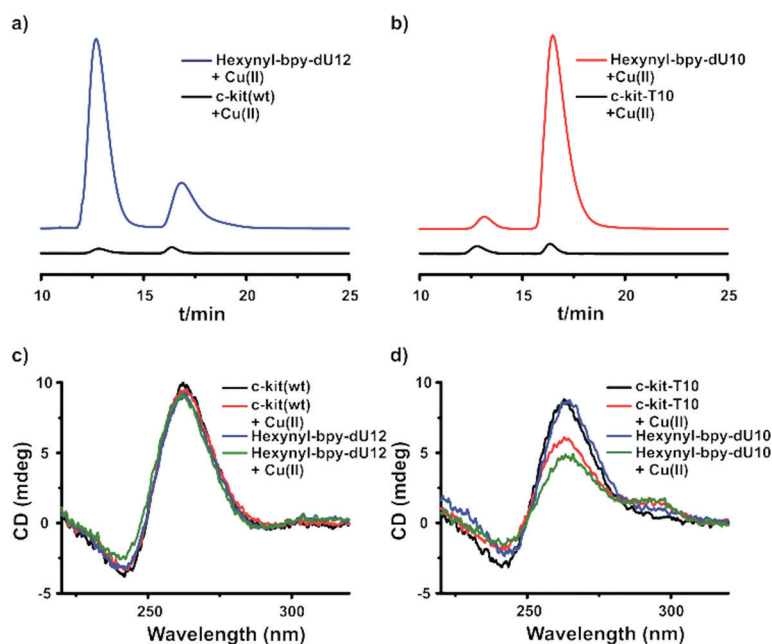 a)
Hexynyl-bpy-dU12
+ Cu(II)
c-kit(wt)
+Cu(II)
10 15 20 25
t/min
b)
Hexynyl-bpy-dU10
+Cu(II)
c-kit-T10
+Cu(II)
10 15 20 25
t/min
c)
c-kit(wt)
c-kit(wt)
+ Cu(II)
Hexynyl-bpy-dU12
Hexynyl-bpy-dU12
+ Cu(II)
CD (mdeg)
10
5
0
-5
250 300
Wavelength (nm)
d)
c-kit-T10
c-kit-T10
+ Cu(II)
Hexynyl-bpy-dU10
Hexynyl-bpy-dU10
+ Cu(II)
CD (mdeg)
10
5
0
-5
250 300
Wavelength (nm)